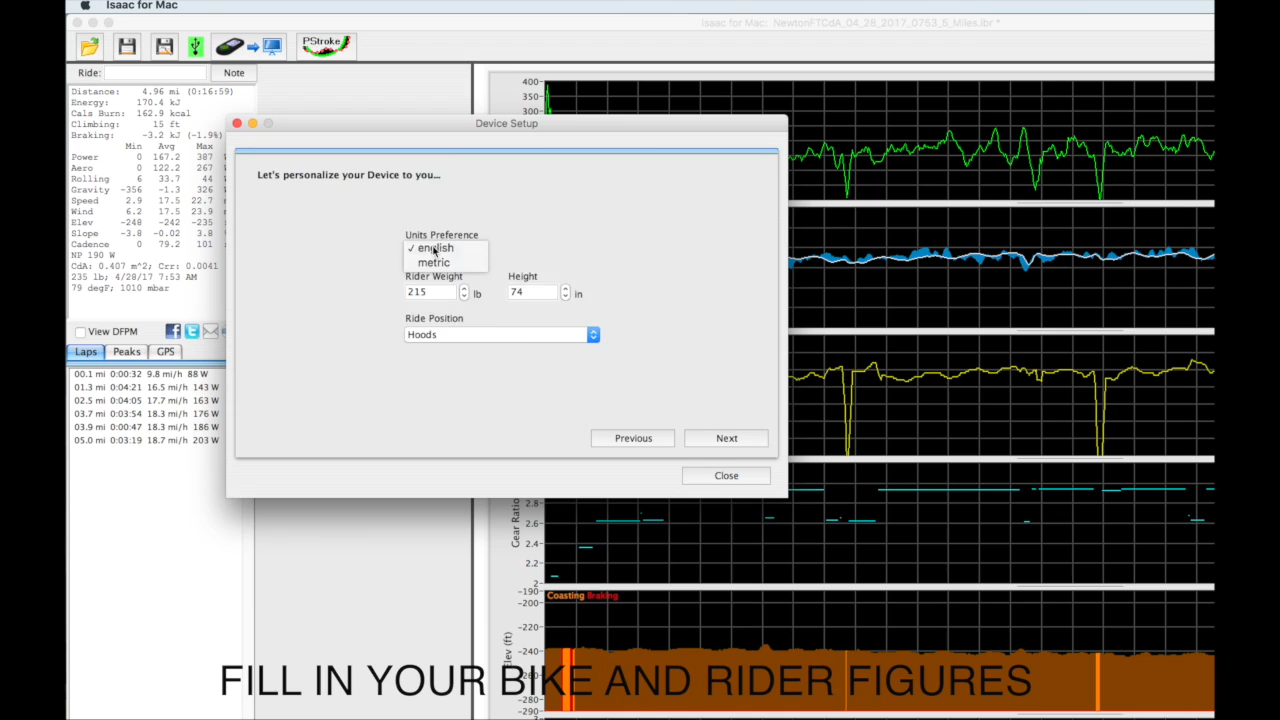 Isaac for Mac
Isaac for Mac: NewtonFTCdA_04_28_2017_0753_5_Miles.ibr *
PStroke
Ride:
Note
Distance: 4.96 mi (0:16:59)
Energy: 170.4 kJ
Cals Burn: 162.9 kcal
Climbing: 15 ft
Braking: -3.2 kJ (-1.9%)
Min Avg Max
Power 0 167.2 387
Aero 0 122.2 267
Rolling 6 33.7 44
Gravity -356 -1.3 326
Speed 2.9 17.5 22.7
Wind 6.2 17.5 23.9
Elev -248 -242 -235
Slope -3.8 -0.02 3.8
Cadence 0 79.2 101
NP 190 W
CdA: 0.407 m^2; Crr: 0.0041
235 lb; 4/28/17 7:53 AM
79 degF; 1010 mbar
View DFPM
Laps Peaks GPS
00.1 mi 0:00:32 9.8 mi/h 88 W
01.3 mi 0:04:21 16.5 mi/h 143 W
02.5 mi 0:04:05 17.7 mi/h 163 W
03.7 mi 0:03:54 18.3 mi/h 176 W
03.9 mi 0:00:47 18.3 mi/h 186 W
05.0 mi 0:03:19 18.7 mi/h 203 W
Device Setup
Let's personalize your Device to you...
Units Preference
✓ english
metric
Rider Weight Height
215 lb 74 in
Ride Position
Hoods
Previous Next
Close
400
350
300
Gear Ratio
2.8
2.6
2.4
2.2
2
-190
-200
-220
-240
-260
-290
Elev (ft)
Coasting Braking
FILL IN YOUR BIKE AND RIDER FIGURES